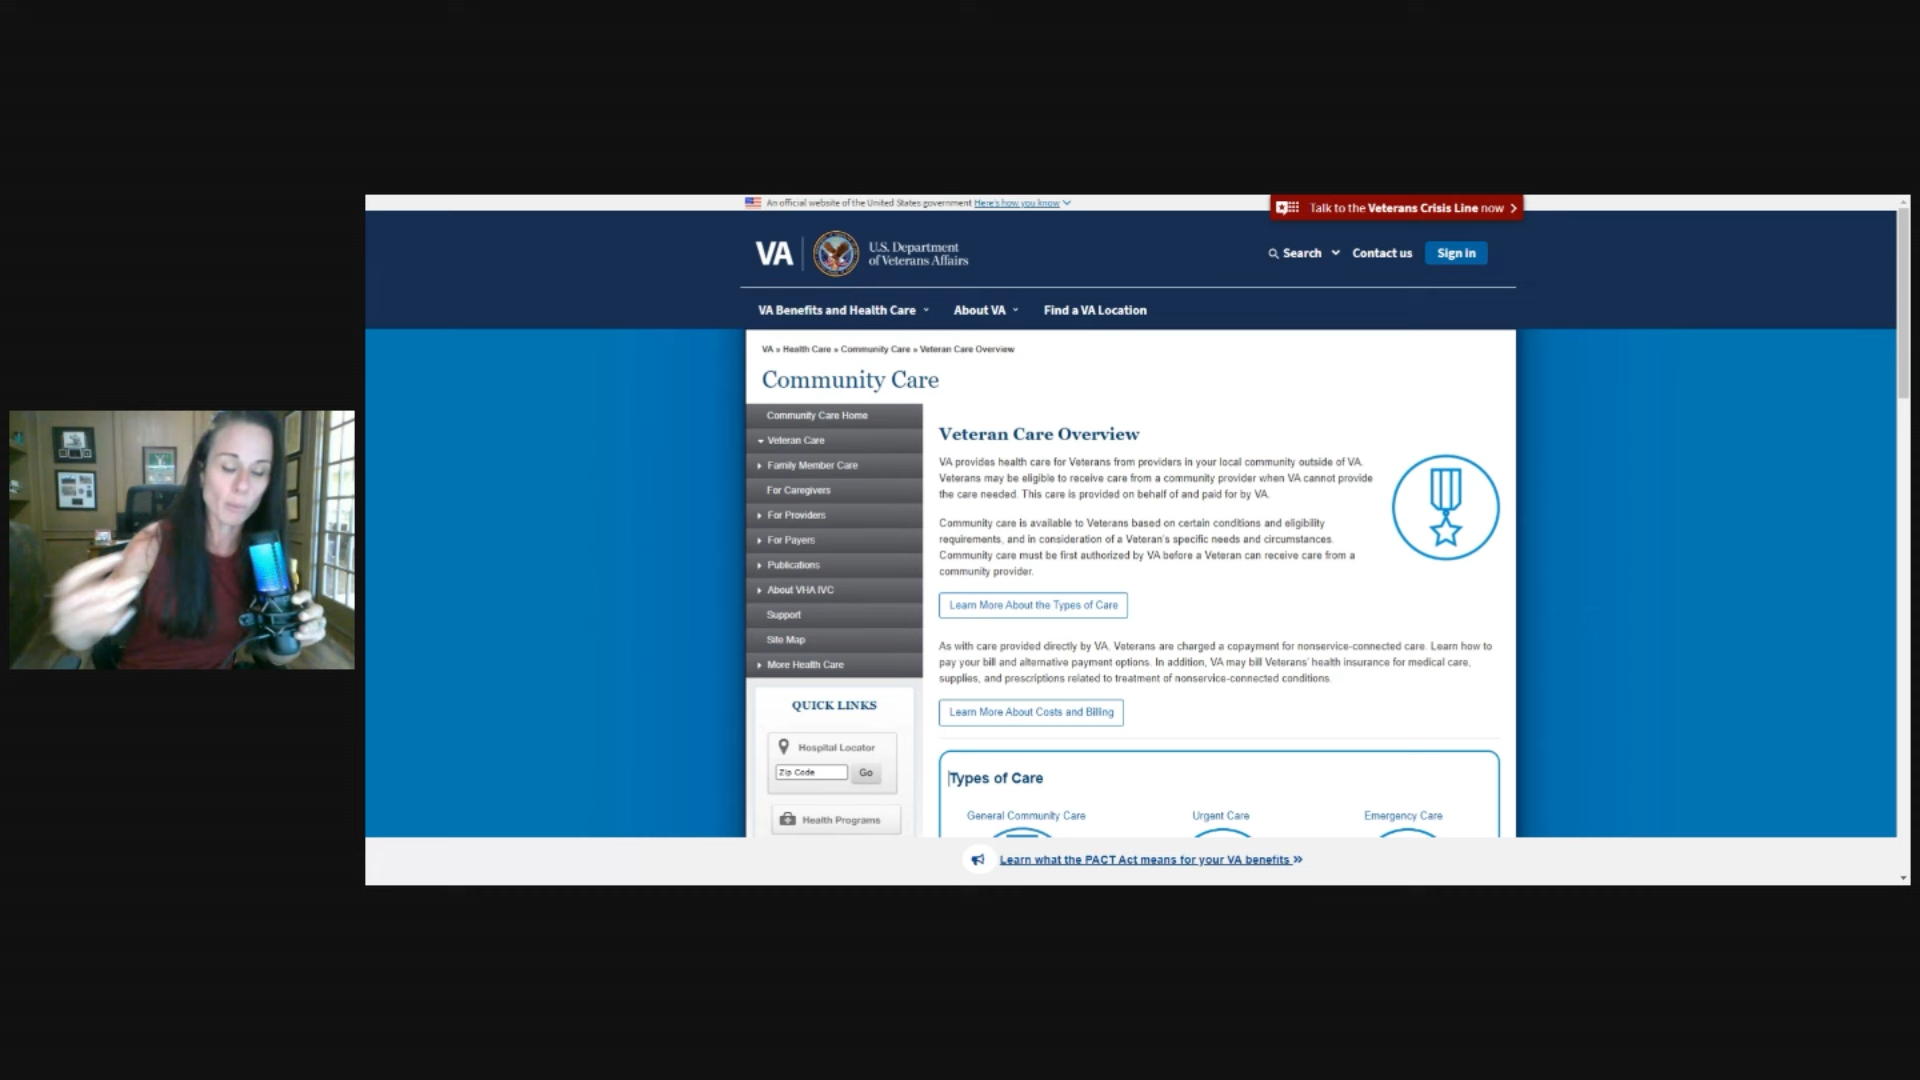 An official website of the United States government Here's how you know
Talk to the Veterans Crisis Line now
VA
U.S. Department
of Veterans Affairs
Search
Contact us
Sign in
VA Benefits and Health Care
About VA
Find a VA Location
VA » Health Care » Community Care » Veteran Care Overview
Community Care
Community Care Home
Veteran Care
Family Member Care
For Caregivers
For Providers
For Payers
Publications
About VHA IVC
Support
Site Map
More Health Care
QUICK LINKS
Hospital Locator
Zip Code
Go
Health Programs
Veteran Care Overview
VA provides health care for Veterans from providers in your local community outside of VA.
Veterans may be eligible to receive care from a community provider when VA cannot provide
the care needed. This care is provided on behalf of and paid for by VA.
Community care is available to Veterans based on certain conditions and eligibility
requirements, and in consideration of a Veteran's specific needs and circumstances.
Community care must be first authorized by VA before a Veteran can receive care from a
community provider.
Learn More About the Types of Care
As with care provided directly by VA, Veterans are charged a copayment for nonservice-connected care. Learn how to
pay your bill and alternative payment options. In addition, VA may bill Veterans' health insurance for medical care,
supplies, and prescriptions related to treatment of nonservice-connected conditions.
Learn More About Costs and Billing
Types of Care
General Community Care
Urgent Care
Emergency Care
Learn what the PACT Act means for your VA benefits »